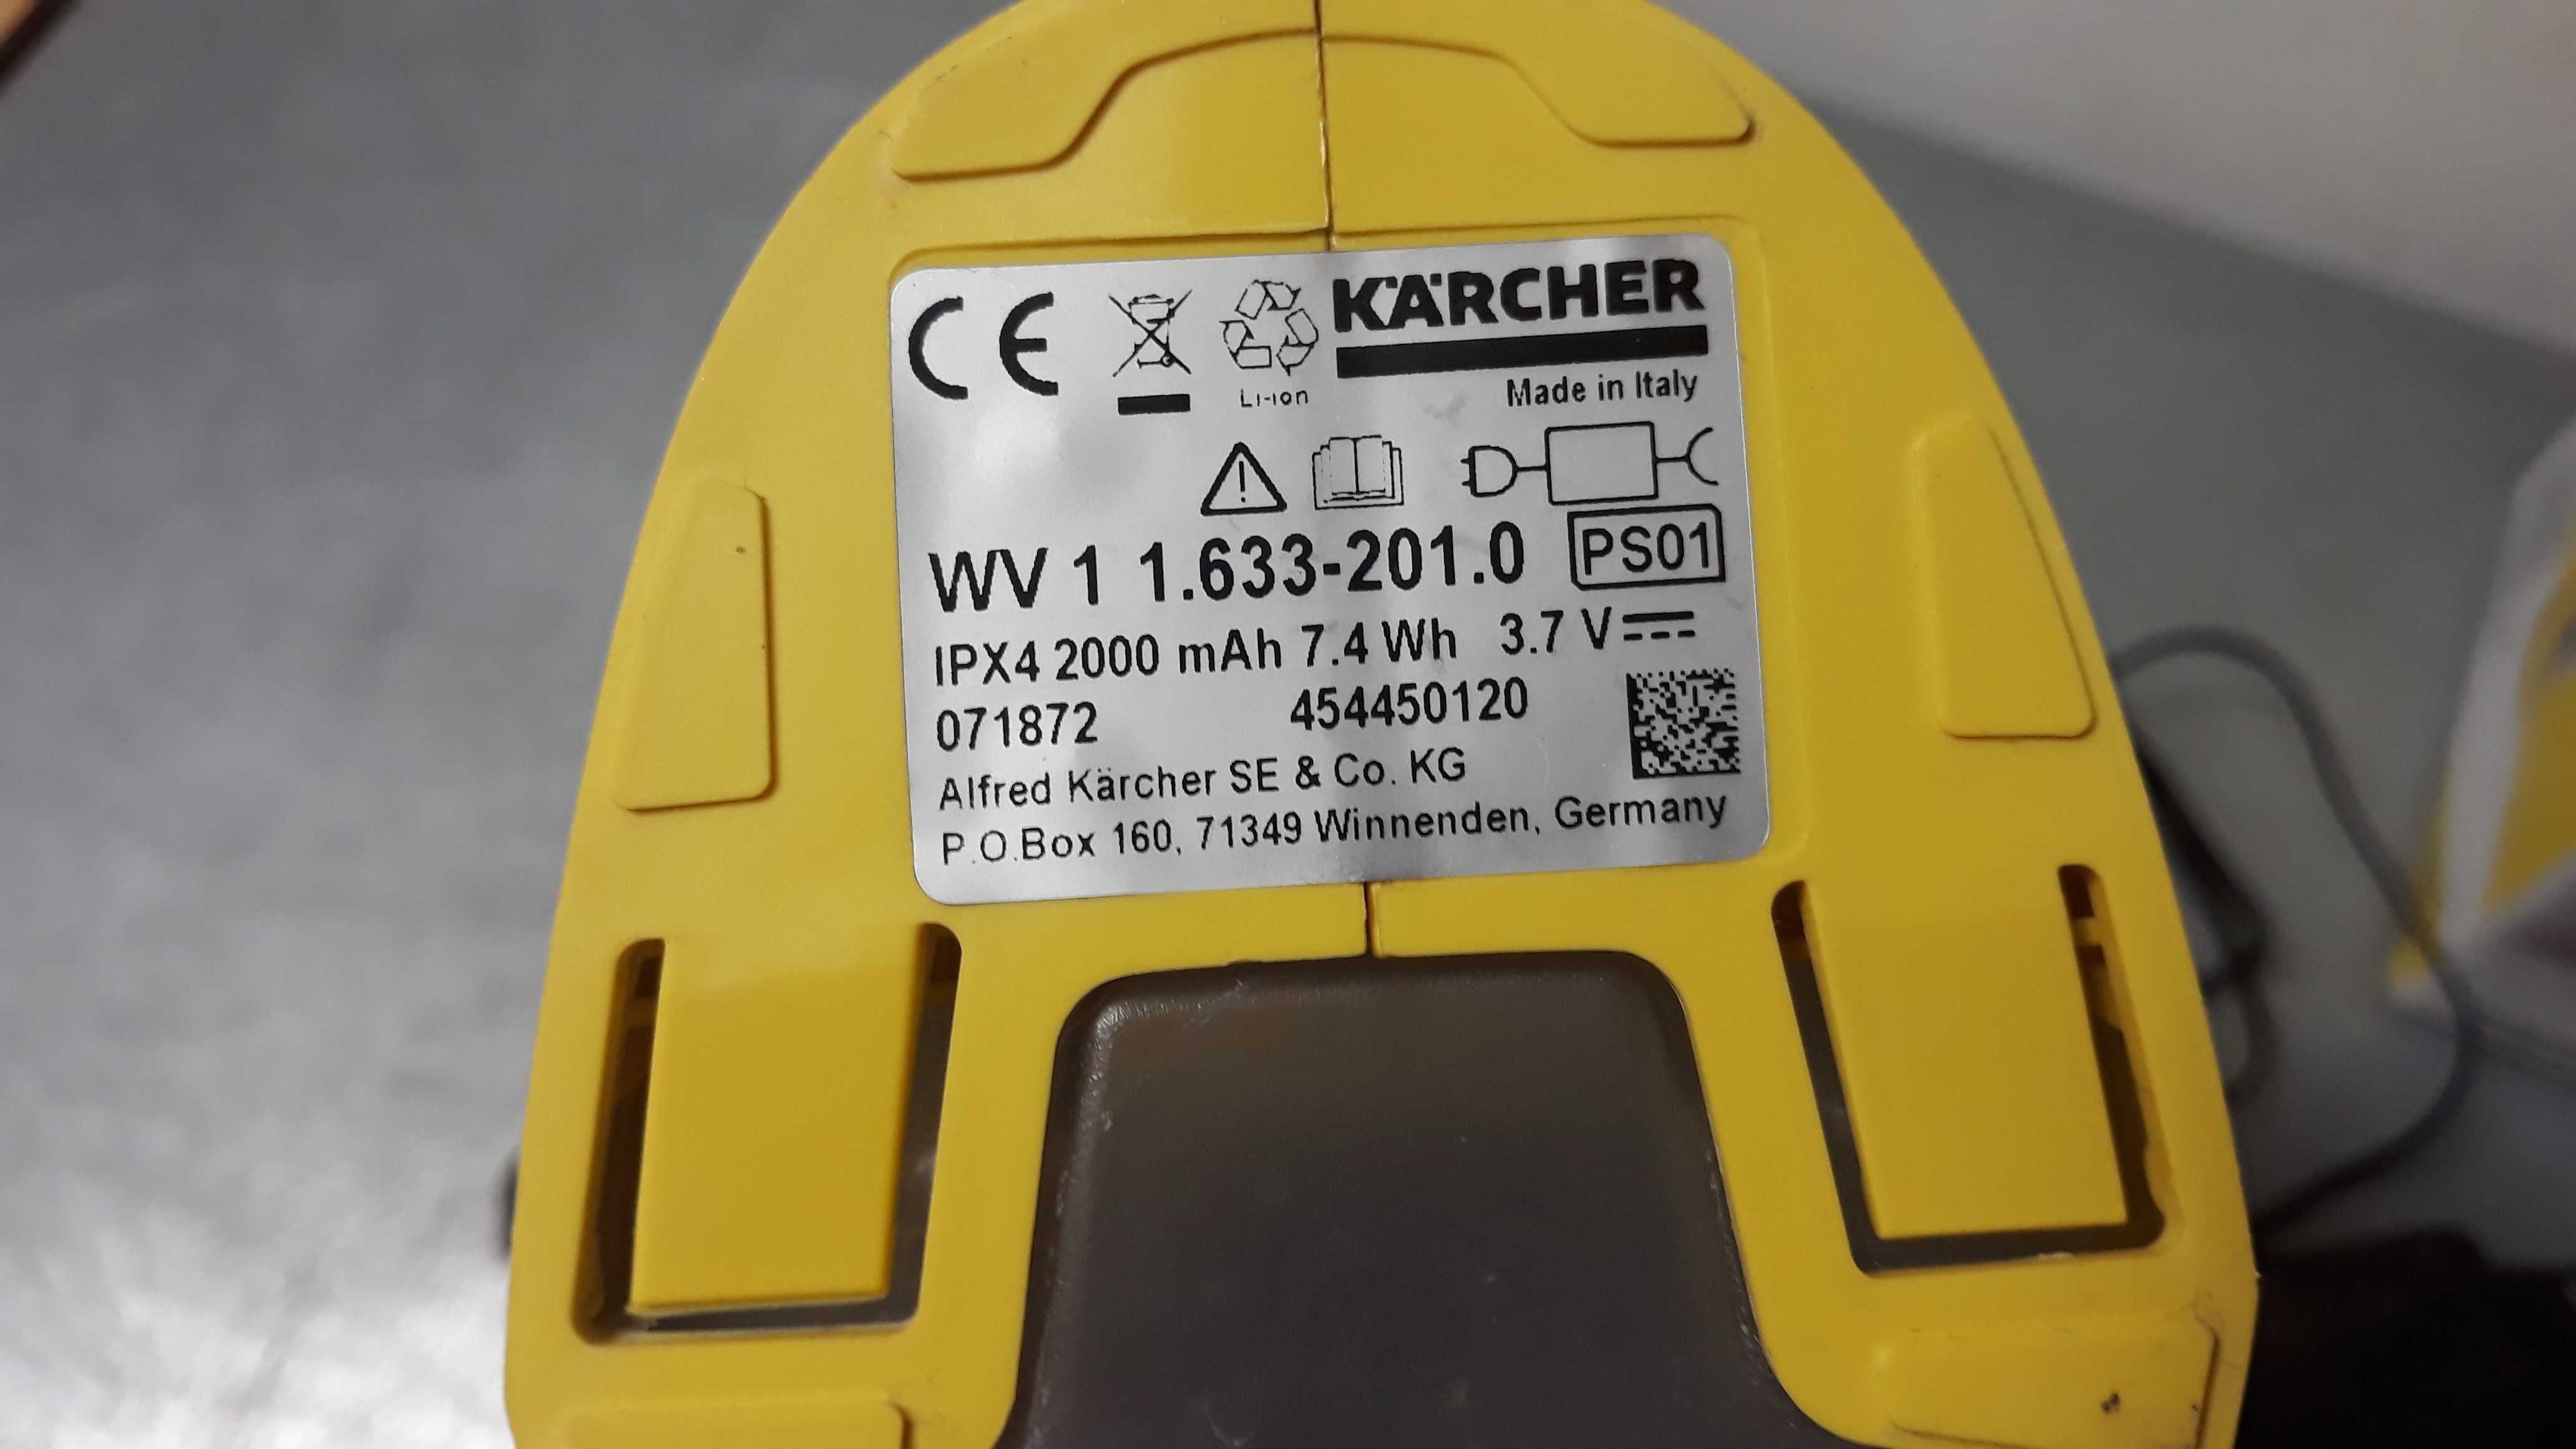 CE
KÄRCHER
Li-ion
Made in Italy
WV 1 1.633-201.0 PS01
IPX4 2000 mAh 7.4 Wh 3.7 V
071872 454450120
Alfred Kärcher SE & Co. KG
P.O.Box 160, 71349 Winnenden, Germany